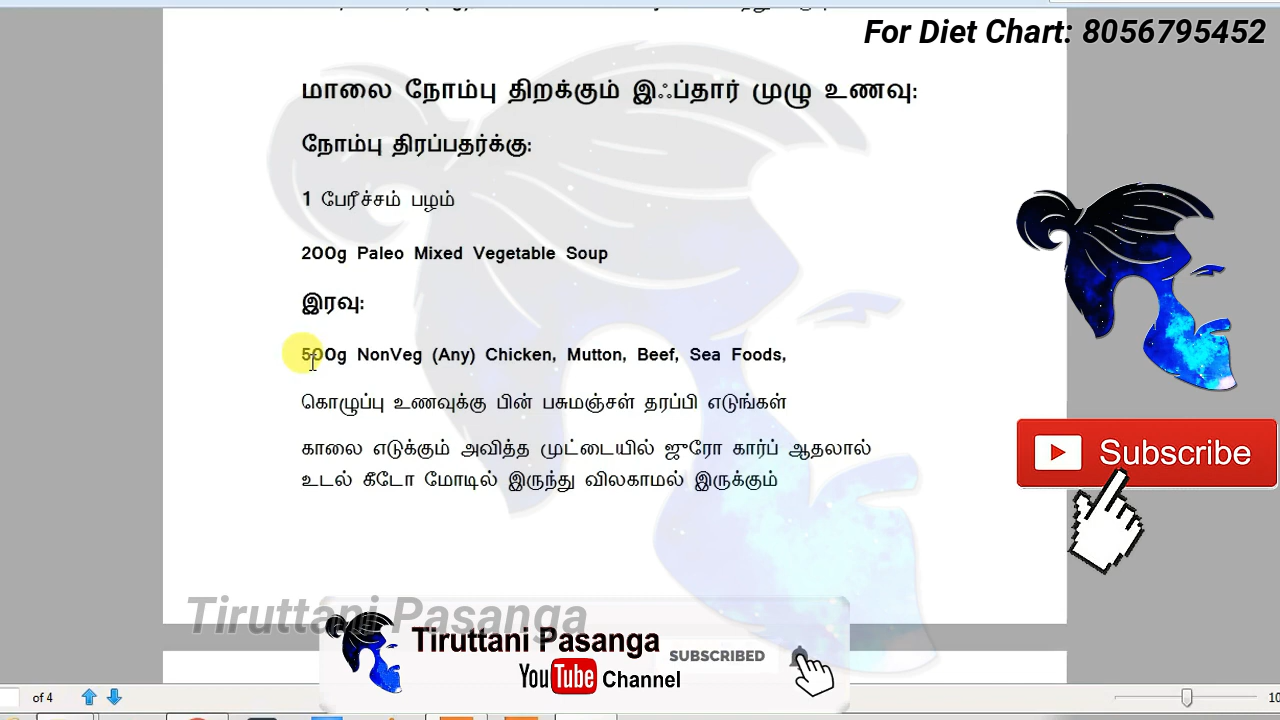 For Diet Chart: 8056795452
மாலை நோம்பு திறக்கும் இஃப்தார் முழு உணவு:
நோம்பு திரப்பதர்க்கு:
1 பேரீச்சம் பழம்
200g Paleo Mixed Vegetable Soup
இரவு:
500g NonVeg (Any) Chicken, Mutton, Beef, Sea Foods,
கொழுப்பு உணவுக்கு பின் பசுமஞ்சள் தரப்பி எடுங்கள்
காலை எடுக்கும் அவித்த முட்டையில் ஜுரோ கார்ப் ஆதலால்
உடல் கீடோ மோடில் இருந்து விலகாமல் இருக்கும்
Subscribe
Tiruttani Pasanga
Tiruttani Pasanga
SUBSCRIBED
YouTube Channel
of 4
10